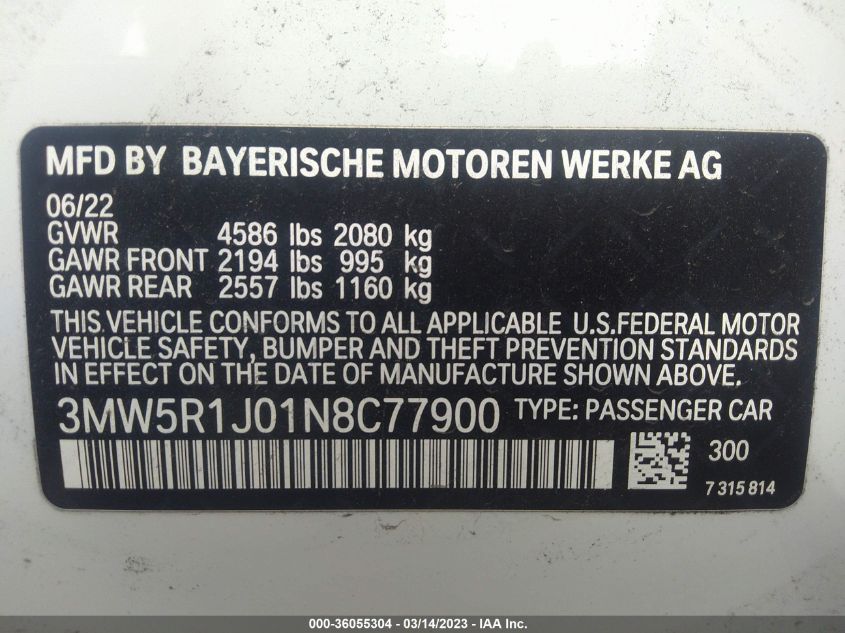 MFD BY BAYERISCHE MOTOREN WERKE AG
06/22
GVWR 4586 lbs 2080 kg
GAWR FRONT 2194 lbs 995 kg
GAWR REAR 2557 lbs 1160 kg
THIS VEHICLE CONFORMS TO ALL APPLICABLE U.S.FEDERAL MOTOR
VEHICLE SAFETY, BUMPER AND THEFT PREVENTION STANDARDS
IN EFFECT ON THE DATE OF MANUFACTURE SHOWN ABOVE.
3MW5R1J01N8C77900 TYPE: PASSENGER CAR
300
7 315 814
000-36055304 - 03/14/2023 - IAA Inc.